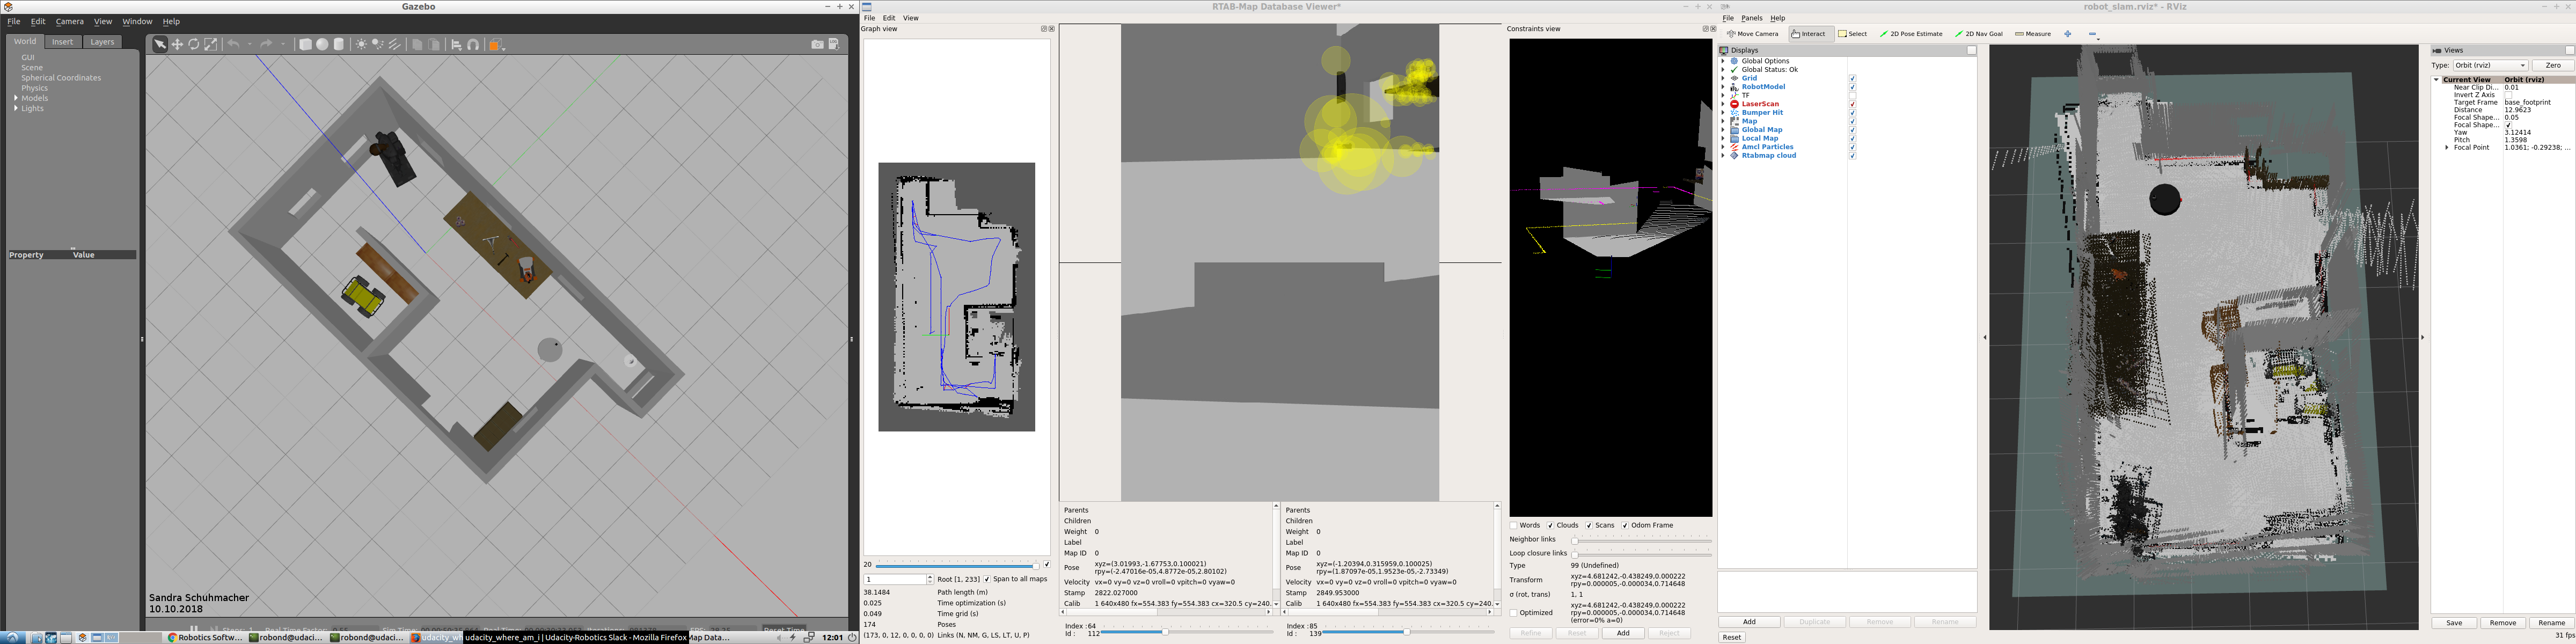 Gazebo
File Edit Camera View Window Help
World Insert Layers
GUI
Scene
Spherical Coordinates
Physics
Models
Lights
Property Value
Sandra Schuhmacher
10.10.2018
RTAB-Map Database Viewer*
File Edit View
Graph view
20
1 Root [1, 233] Span to all maps
38.1484 Path length (m)
0.025 Time optimization (s)
0.049 Time grid (s)
174 Poses
(173, 0, 12, 0, 0, 0, 0) Links (N, NM, G, LS, LT, U, P)
Parents
Children
Weight 0
Label
Map ID 0
Pose xyz=(3.01993,-1.67753,0.100021)
rpy=(-2.47016e-05,4.8772e-05,2.80102)
Velocity vx=0 vy=0 vz=0 vroll=0 vpitch=0 vyaw=0
Stamp 2822.027000
Calib 1 640x480 fx=554.383 fy=554.383 cx=320.5 cy=240.
Index :64
Id : 112
Parents
Children
Weight 0
Label
Map ID 0
Pose xyz=(-1.20394,0.315959,0.100025)
rpy=(1.87097e-05,1.9523e-05,-2.73349)
Velocity vx=0 vy=0 vz=0 vroll=0 vpitch=0 vyaw=0
Stamp 2849.953000
Calib 1 640x480 fx=554.383 fy=554.383 cx=320.5 cy=240.
Index :85
Id : 139
Constraints view
Words Clouds Scans Odom Frame
Neighbor links
Loop closure links
Type 99 (Undefined)
Transform xyz=4.681242,-0.438249,0.000222
rpy=0.000005,-0.000034,0.714648
σ (rot, trans) 1, 1
Optimized xyz=4.681242,-0.438249,0.000222
rpy=0.000005,-0.000034,0.714648
(error=0% a=0)
Refine Reset Add Reject
robot_slam.rviz* - RViz
File Panels Help
Move Camera Interact Select 2D Pose Estimate 2D Nav Goal Measure
Displays
Global Options
Global Status: Ok
Grid
RobotModel
TF
LaserScan
Bumper Hit
Map
Global Map
Local Map
Amcl Particles
Rtabmap cloud
Add Duplicate Remove Rename
Reset
Views
Type: Orbit (rviz) Zero
Current View Orbit (rviz)
Near Clip Di... 0.01
Invert Z Axis
Target Frame base_footprint
Distance 12.9623
Focal Shape... 0.05
Focal Shape...
Yaw 3.12414
Pitch 1.3598
Focal Point 1.0361; -0.29238; ...
Save Remove Rename
31 f
Robotics Softw... robond@udaci... robond@udaci... udacity_wh udacity_where_am_i | Udacity-Robotics Slack - Mozilla Firefox Map Data... 12:01